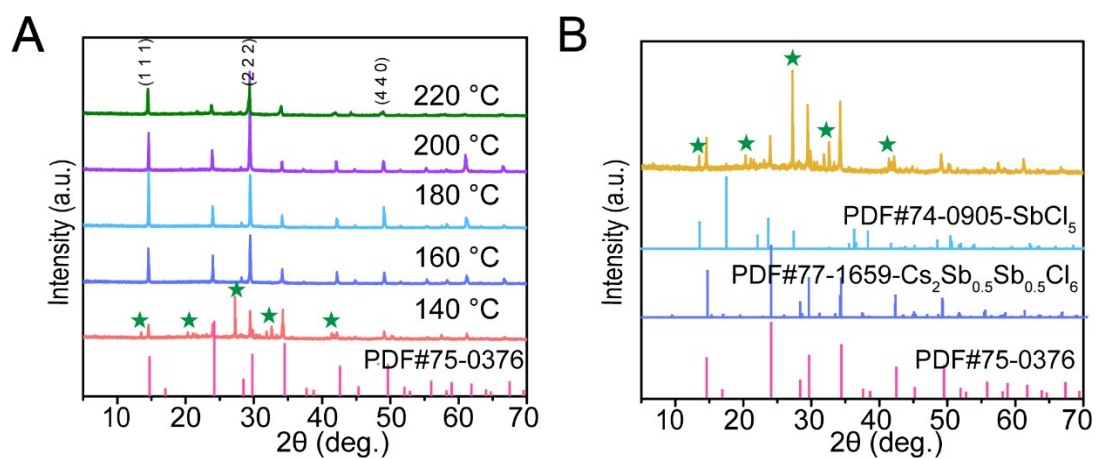 A
Intensity (a.u.)
(1 1 1)
(2 2 2)
(4 4 0)
220 °C
200 °C
180 °C
160 °C
140 °C
PDF#75-0376
10 20 30 40 50 60 70
2θ (deg.)
B
Intensity (a.u.)
PDF#74-0905-SbCl₅
PDF#77-1659-Cs₂Sb₀.₅Sb₀.₅Cl₆
PDF#75-0376
10 20 30 40 50 60 70
2θ (deg.)